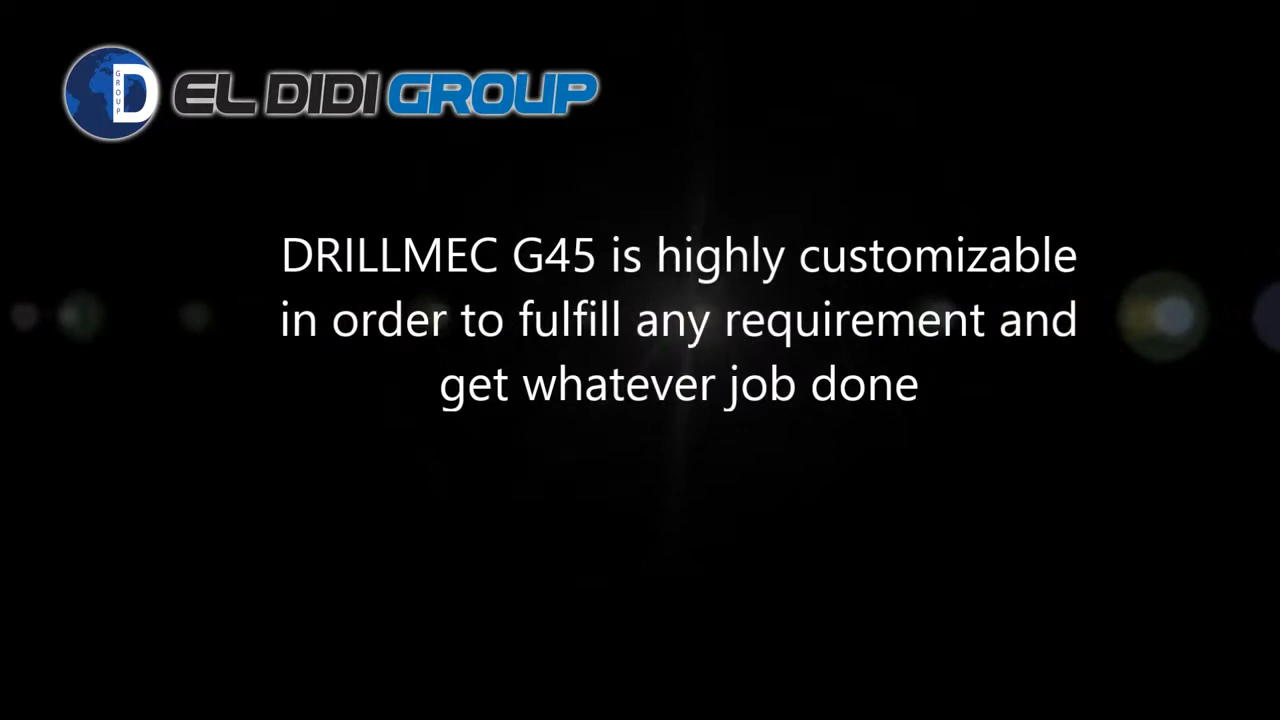 GROUP
D
EL DIDI GROUP
DRILLMEC G45 is highly customizable
in order to fulfill any requirement and
get whatever job done